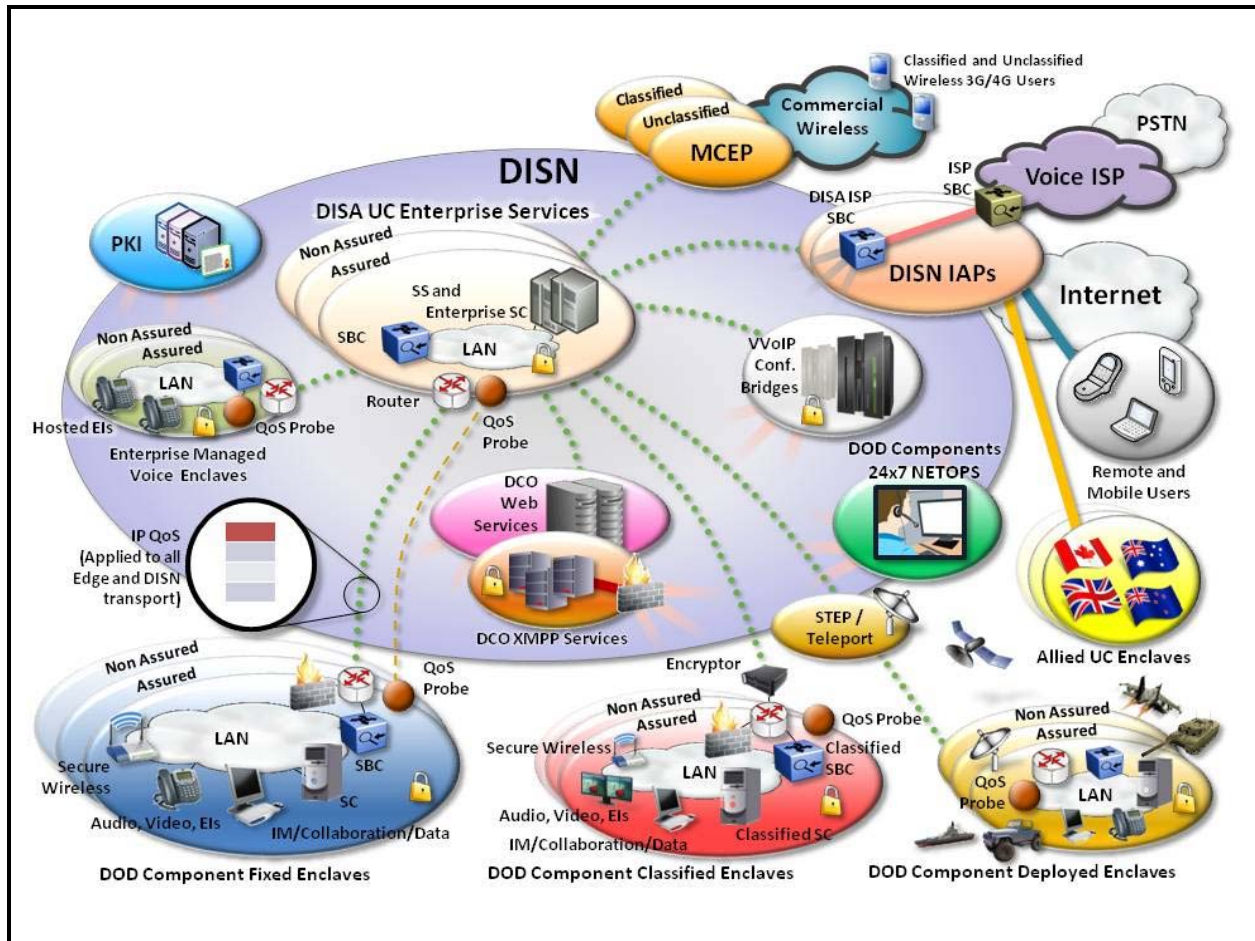 Classified and Unclassified
Wireless 3G/4G Users
Classified
Unclassified
MCEP
Commercial
Wireless
PSTN
Voice ISP
ISP
SBC
DISA ISP
SBC
DISN IAPs
Internet
DISN
DISA UC Enterprise Services
Non Assured
Assured
SS and
Enterprise SC
SBC
LAN
Router
QoS
Probe
PKI
Non Assured
Assured
LAN
Hosted EIs
QoS Probe
Enterprise Managed
Voice Enclaves
VVoIP
Conf.
Bridges
Remote and
Mobile Users
DOD Components
24x7 NETOPS
DCO
Web
Services
DCO XMPP Services
IP QoS
(Applied to all
Edge and DISN
transport)
STEP /
Teleport
Allied UC Enclaves
Non Assured
Assured
QoS
Probe
LAN
Secure
Wireless
SBC
SC
Audio, Video, EIs
IM/Collaboration/Data
DOD Component Fixed Enclaves
Encryptor
Non Assured
Assured
QoS Probe
Secure Wireless
LAN
Classified
SBC
Audio, Video, EIs
Classified SC
IM/Collaboration/Data
DOD Component Classified Enclaves
Non Assured
Assured
QoS
Probe
LAN
DOD Component Deployed Enclaves